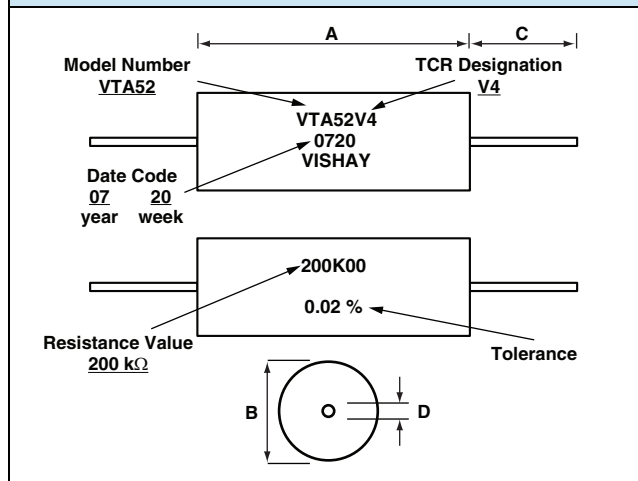 A C
Model Number TCR Designation
VTA52 V4
VTA52V4
0720
VISHAY
Date Code
07 20
year week
200K00
0.02 %
Resistance Value
200 kΩ
Tolerance
B D